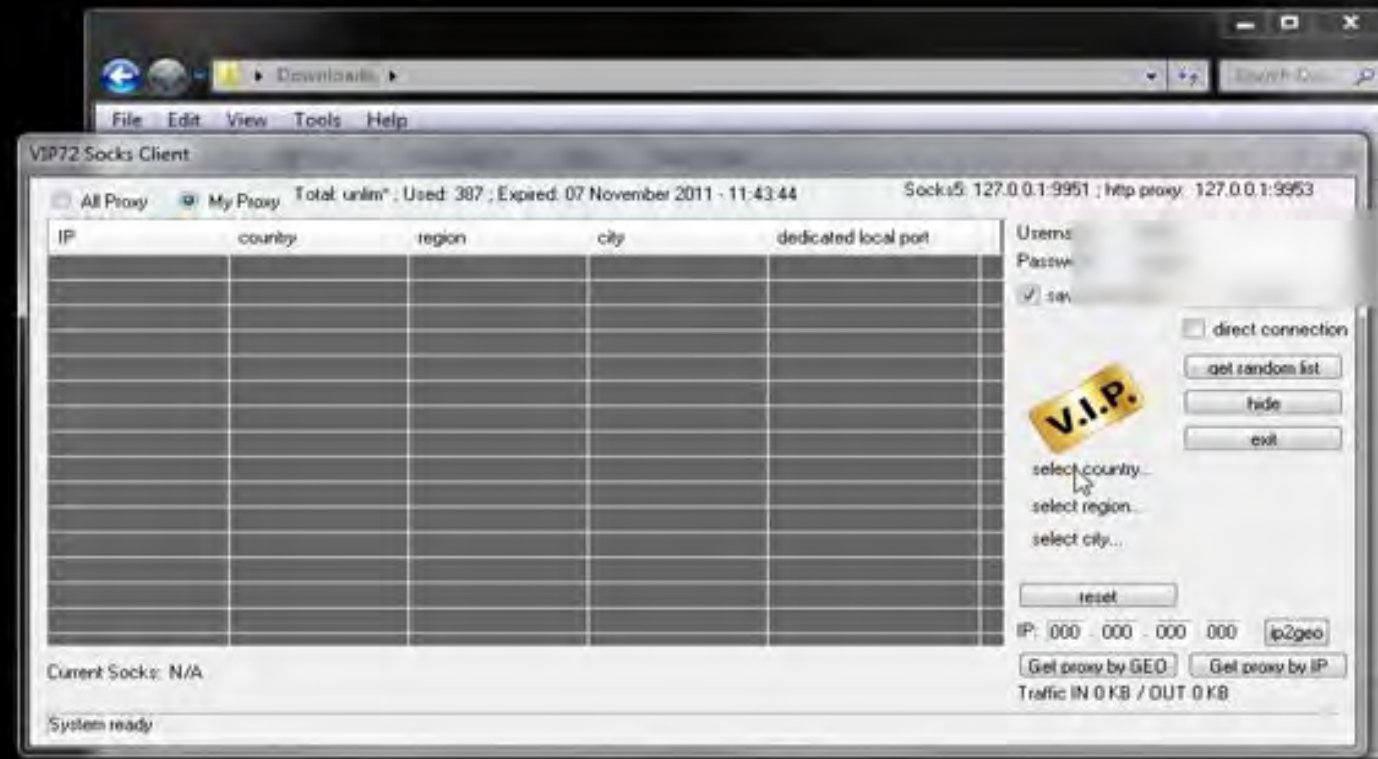 Downloads
File Edit View Tools Help
VIP72 Socks Client
All Proxy My Proxy Total: unlim* ; Used: 387 ; Expired: 07 November 2011 - 11:43:44 Socks5: 127.0.0.1:9951 ; http proxy: 127.0.0.1:9953
IP country region city dedicated local port
direct connection
get random list
hide
V.I.P.
exit
select country...
select region...
select city...
reset
IP: 000 . 000 . 000 . 000 ip2geo
Current Socks: N/A
Get proxy by GEO Get proxy by IP
Traffic IN 0 KB / OUT 0 KB
System ready